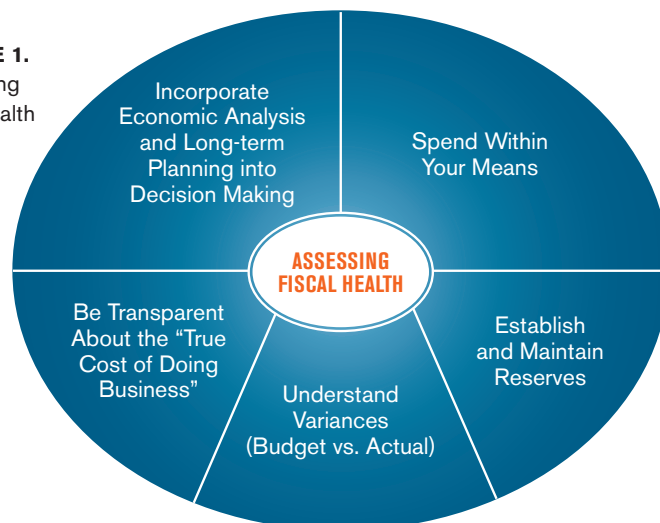 E 1.
ng
alth
Incorporate
Economic Analysis
and Long-term
Planning into
Decision Making
Spend Within
Your Means
ASSESSING
FISCAL HEALTH
Be Transparent
About the “True
Cost of Doing
Business”
Establish
and Maintain
Reserves
Understand
Variances
(Budget vs. Actual)